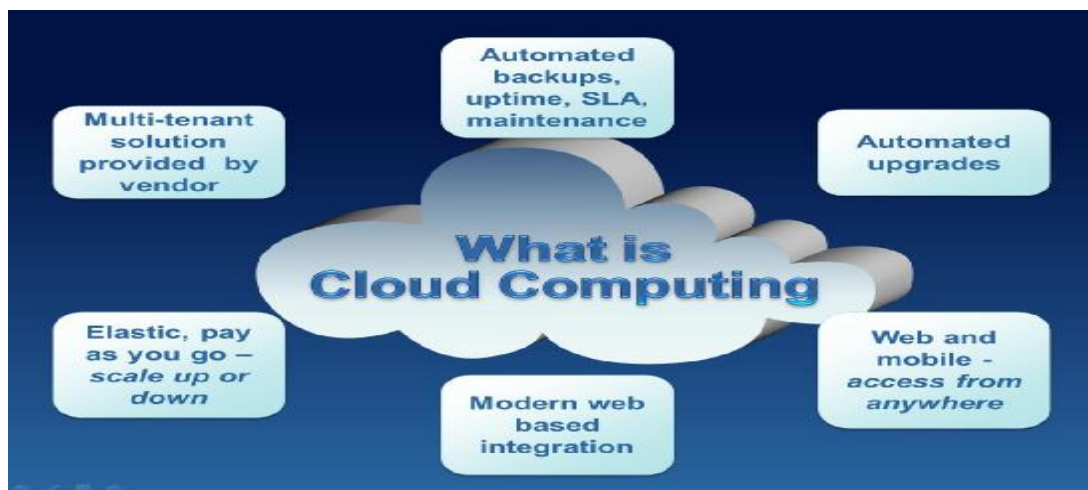 Automated
backups,
uptime, SLA,
maintenance
Multi-tenant
solution
provided by
vendor
Automated
upgrades
What is
Cloud Computing
Elastic, pay
as you go –
scale up or
down
Web and
mobile -
access from
anywhere
Modern web
based
integration